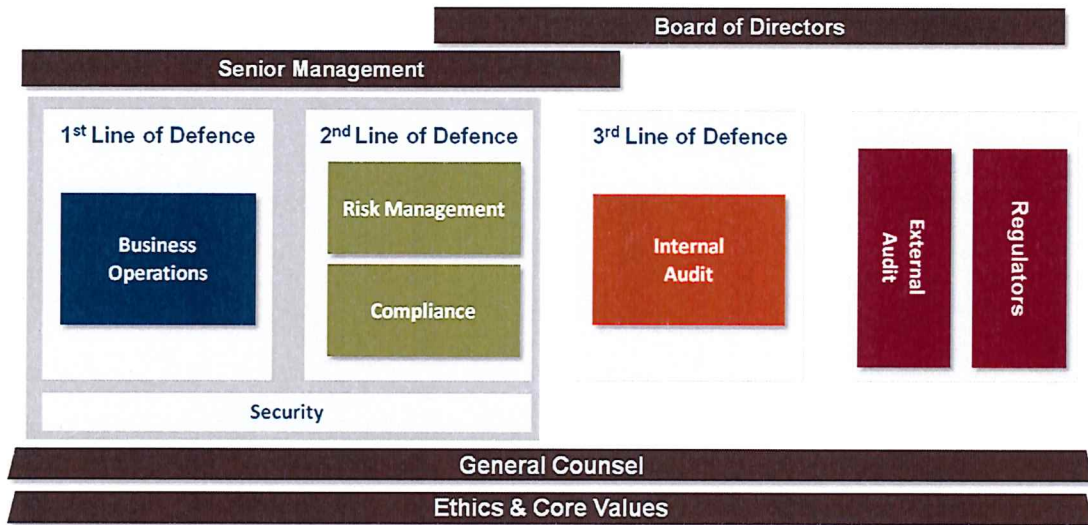 Board of Directors
Senior Management
1st Line of Defence
2nd Line of Defence
3rd Line of Defence
Business
Operations
Risk Management
Compliance
Internal
Audit
External
Audit
Regulators
Security
General Counsel
Ethics & Core Values